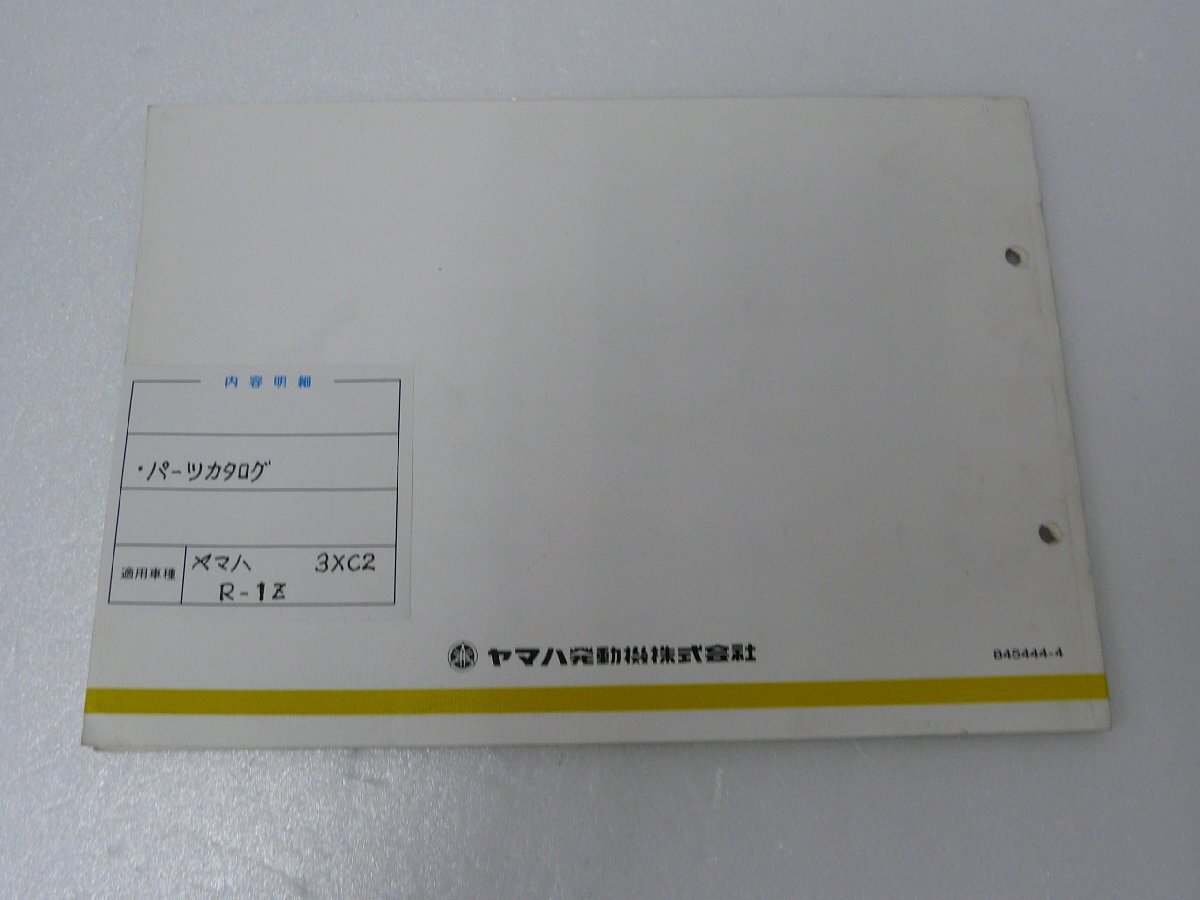 内容明細
・パーツカタログ
適用車種
ヤマハ 3XC2
R-1Z
ヤマハ発動機株式会社
845444-4